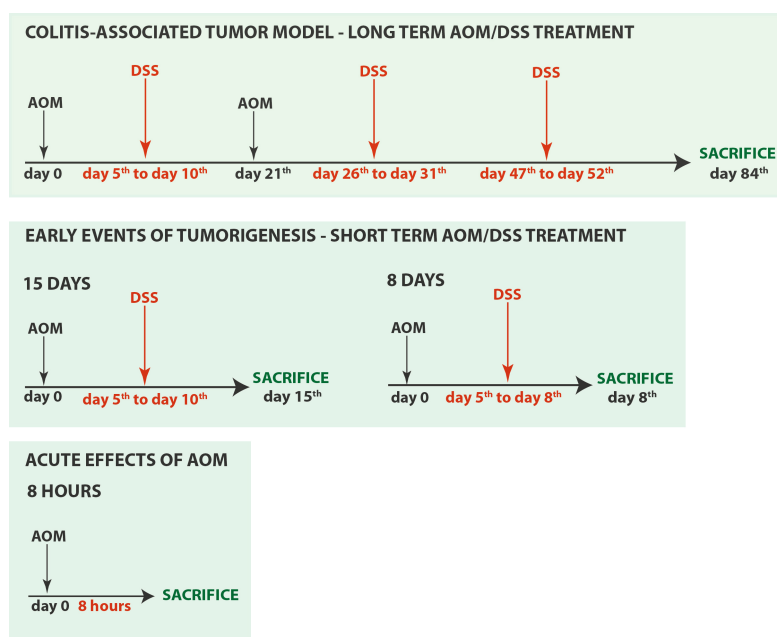 COLITIS-ASSOCIATED TUMOR MODEL - LONG TERM AOM/DSS TREATMENT
DSS DSS DSS
AOM AOM
SACRIFICE
day 0 day 5th to day 10th day 21th day 26th to day 31th day 47th to day 52th day 84th
EARLY EVENTS OF TUMORIGENESIS - SHORT TERM AOM/DSS TREATMENT
15 DAYS
DSS
AOM
SACRIFICE
day 0 day 5th to day 10th day 15th
8 DAYS
DSS
AOM
SACRIFICE
day 0 day 5th to day 8th day 8th
ACUTE EFFECTS OF AOM
8 HOURS
AOM
SACRIFICE
day 0 8 hours